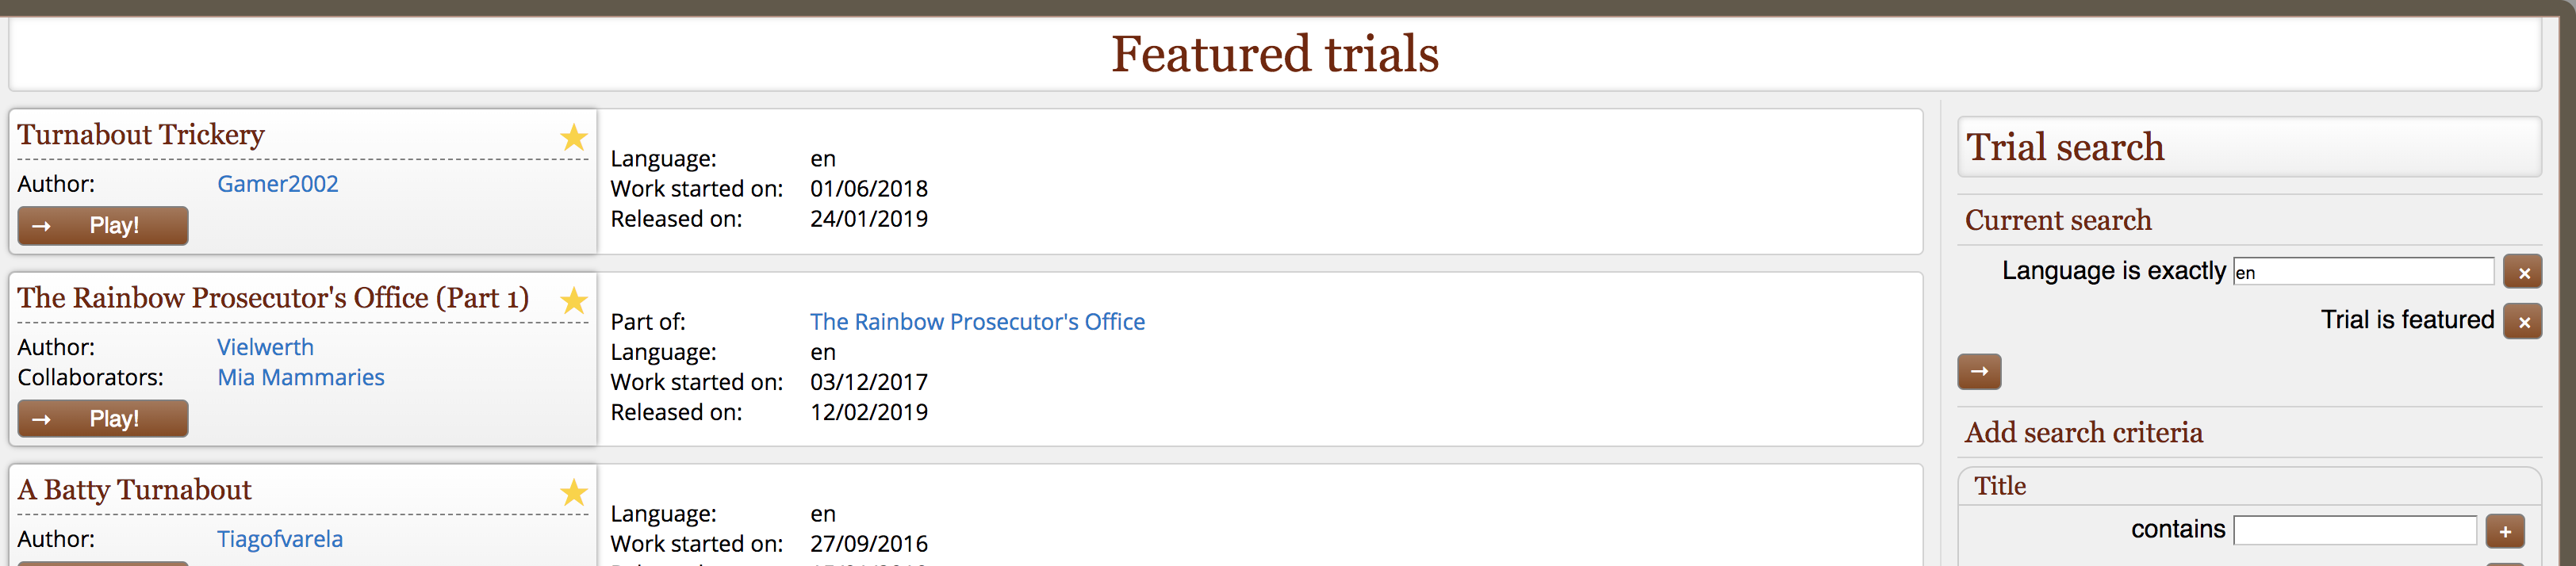 Featured trials
Turnabout Trickery
Author: Gamer2002
→ Play!
Language: en
Work started on: 01/06/2018
Released on: 24/01/2019
The Rainbow Prosecutor's Office (Part 1)
Author: Vielwerth
Collaborators: Mia Mammaries
→ Play!
Part of: The Rainbow Prosecutor's Office
Language: en
Work started on: 03/12/2017
Released on: 12/02/2019
A Batty Turnabout
Author: Tiagofvarela
Language: en
Work started on: 27/09/2016
Trial search
Current search
Language is exactly en ×
Trial is featured ×
→
Add search criteria
Title
contains +